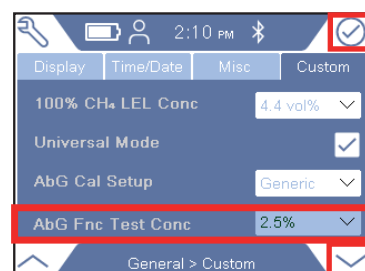 2:10 PM
Display Time/Date Misc Custom
100% CH₄ LEL Conc 4.4 vol%
Universal Mode
AbG Cal Setup Generic
AbG Fnc Test Conc 2.5%
General > Custom